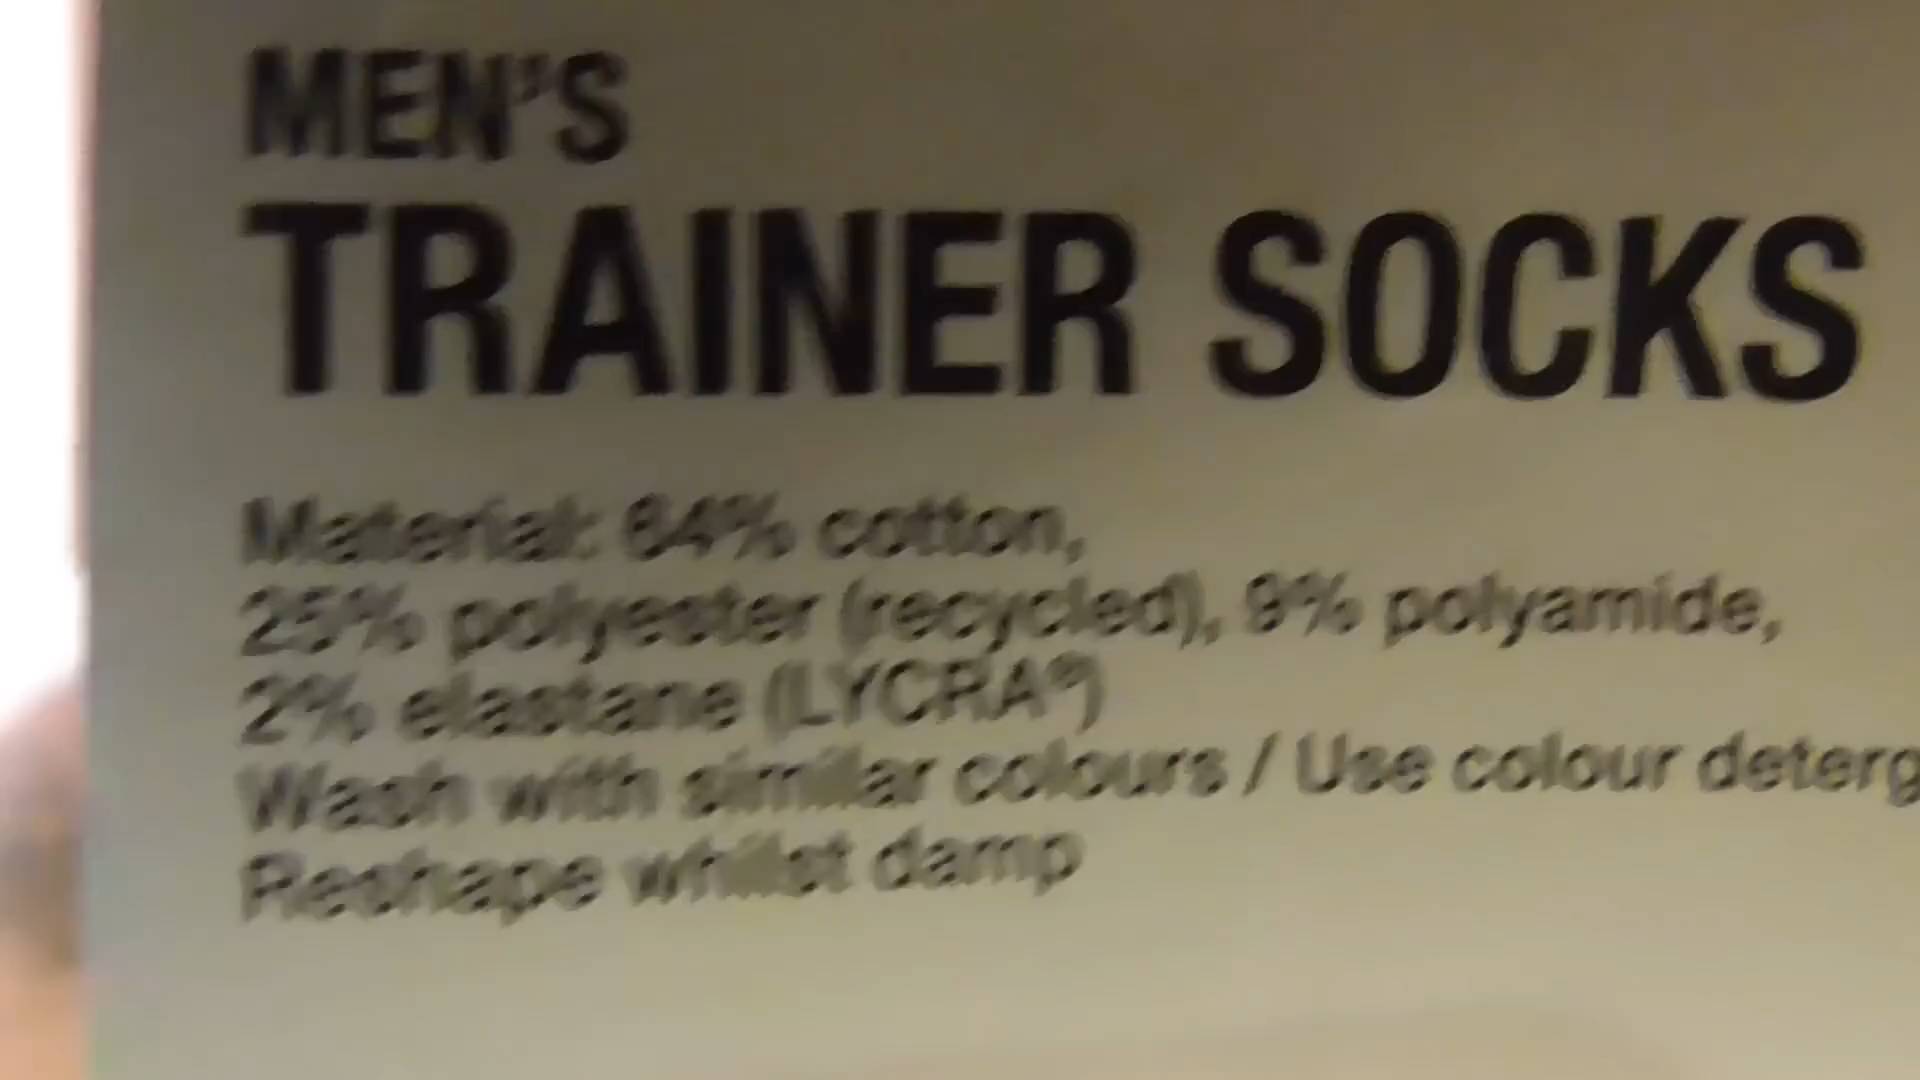 MEN'S
TRAINER SOCKS
Material: 64% cotton,
25% polyester (recycled), 9% polyamide,
2% elastane (LYCRA®)
Wash with similar colours / Use colour deterg
Reshape whilst damp